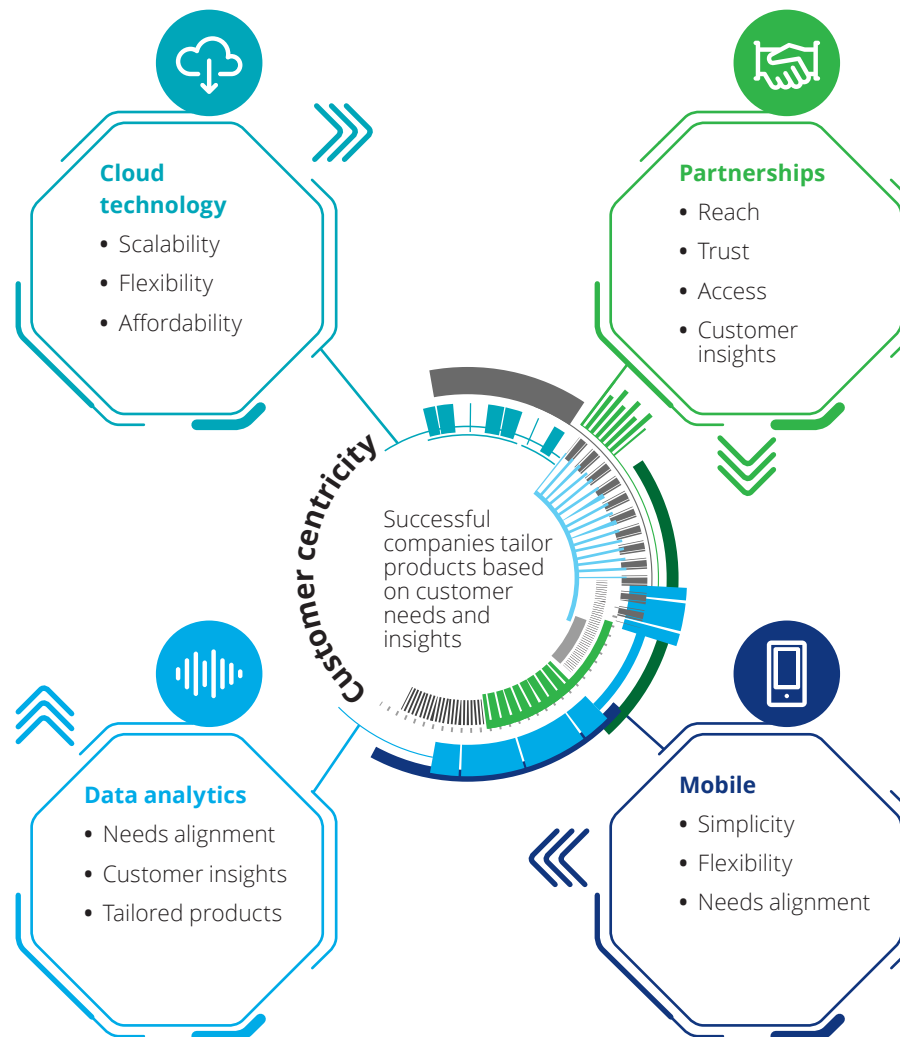 Cloud
technology
• Scalability
• Flexibility
• Affordability
Partnerships
• Reach
• Trust
• Access
• Customer
insights
Customer centricity
Successful
companies tailor
products based
on customer
needs and
insights
Data analytics
• Needs alignment
• Customer insights
• Tailored products
Mobile
• Simplicity
• Flexibility
• Needs alignment